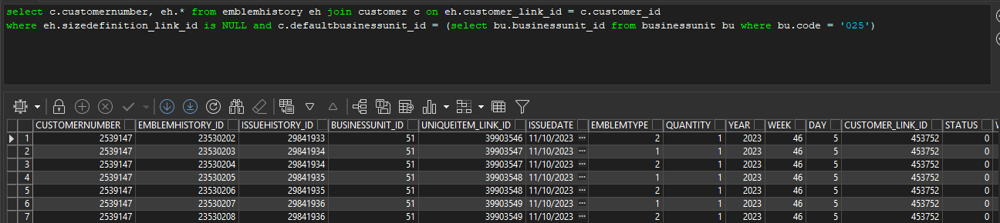 select c.customernumber, eh.* from emblemhistory eh join customer c on eh.customer_link_id = c.customer_id
where eh.sizedefinition_link_id is NULL and c.defaultbusinessunit_id = (select bu.businessunit_id from businessunit bu where bu.code = '025')
CUSTOMERNUMBER EMBLEMHISTORY_ID ISSUEHISTORY_ID BUSINESSUNIT_ID UNIQUEITEM_LINK_ID ISSUEDATE EMBLEMTYPE QUANTITY YEAR WEEK DAY CUSTOMER_LINK_ID STATUS
1 2539147 23530202 29841933 51 39903546 11/10/2023 ... 2 1 2023 46 5 453752 0
2 2539147 23530203 29841934 51 39903547 11/10/2023 ... 1 1 2023 46 5 453752 0
3 2539147 23530204 29841934 51 39903547 11/10/2023 ... 2 1 2023 46 5 453752 0
4 2539147 23530205 29841935 51 39903548 11/10/2023 ... 1 1 2023 46 5 453752 0
5 2539147 23530206 29841935 51 39903548 11/10/2023 ... 2 1 2023 46 5 453752 0
6 2539147 23530207 29841936 51 39903549 11/10/2023 ... 1 1 2023 46 5 453752 0
7 2539147 23530208 29841936 51 39903549 11/10/2023 ... 2 1 2023 46 5 453752 0